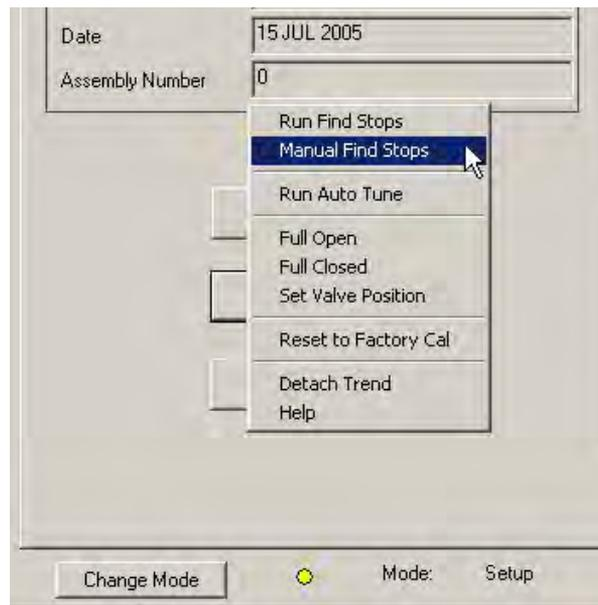 Date 15 JUL 2005
Assembly Number 0
Run Find Stops
Manual Find Stops
Run Auto Tune
Full Open
Full Closed
Set Valve Position
Reset to Factory Cal
Detach Trend
Help
Change Mode Mode: Setup